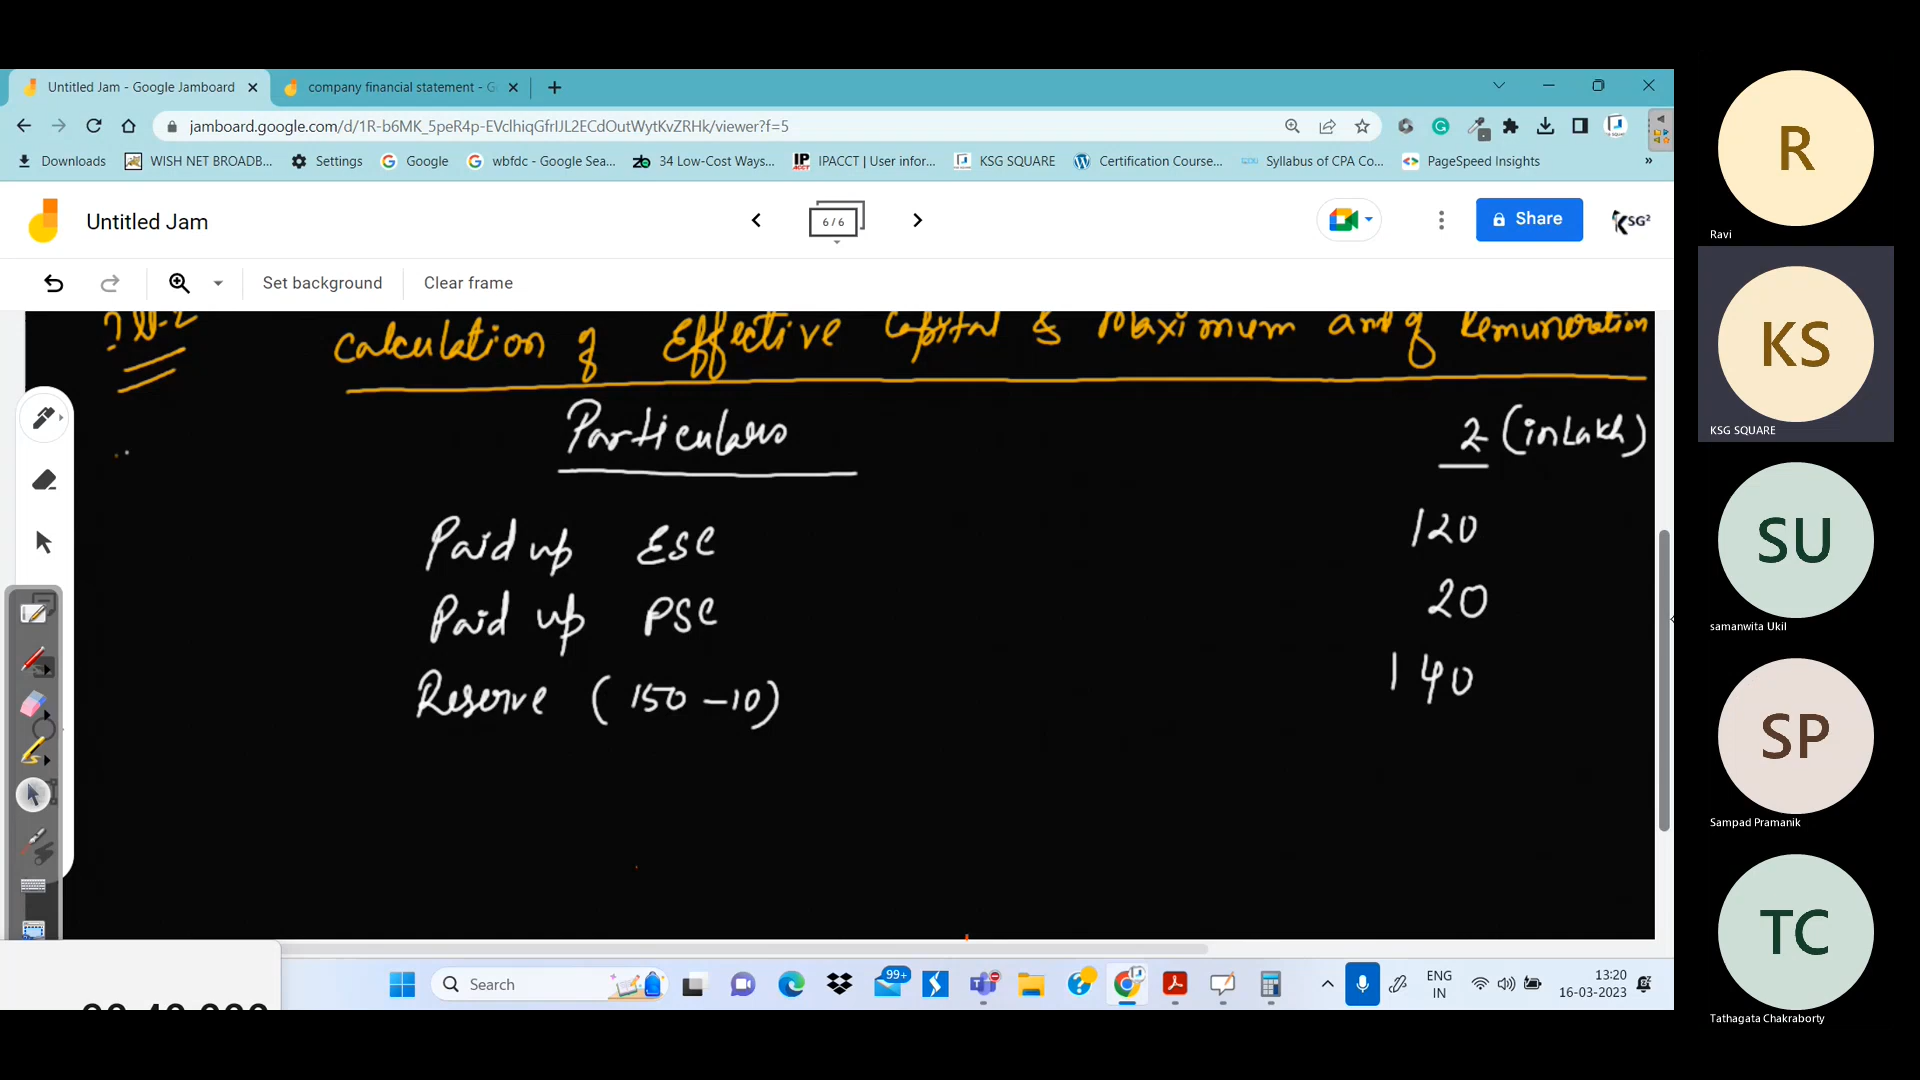 Untitled Jam - Google Jamboard
company financial statement - G
jamboard.google.com/d/1R-b6MK_5peR4p-EVclhiqGfrIJL2ECdOutWytKvZRHk/viewer?f=5
Downloads
WISH NET BROADB...
Settings
Google
wbfdc - Google Sea...
34 Low-Cost Ways...
IPACCT | User infor...
KSG SQUARE
Certification Course...
Syllabus of CPA Co...
PageSpeed Insights
»
Untitled Jam
6 / 6
Share
KSG²
Set background
Clear frame
Calculation of Effective Capital & Maximum amt of Remuneration
Particulars
(in Lakh)
Paid up ESC 120
Paid up PSC 20
Reserve (150-10) 140
Search
99+
ENG
IN
13:20
16-03-2023
R
Ravi
KS
KSG SQUARE
SU
samanwita Ukil
SP
Sampad Pramanik
TC
Tathagata Chakraborty